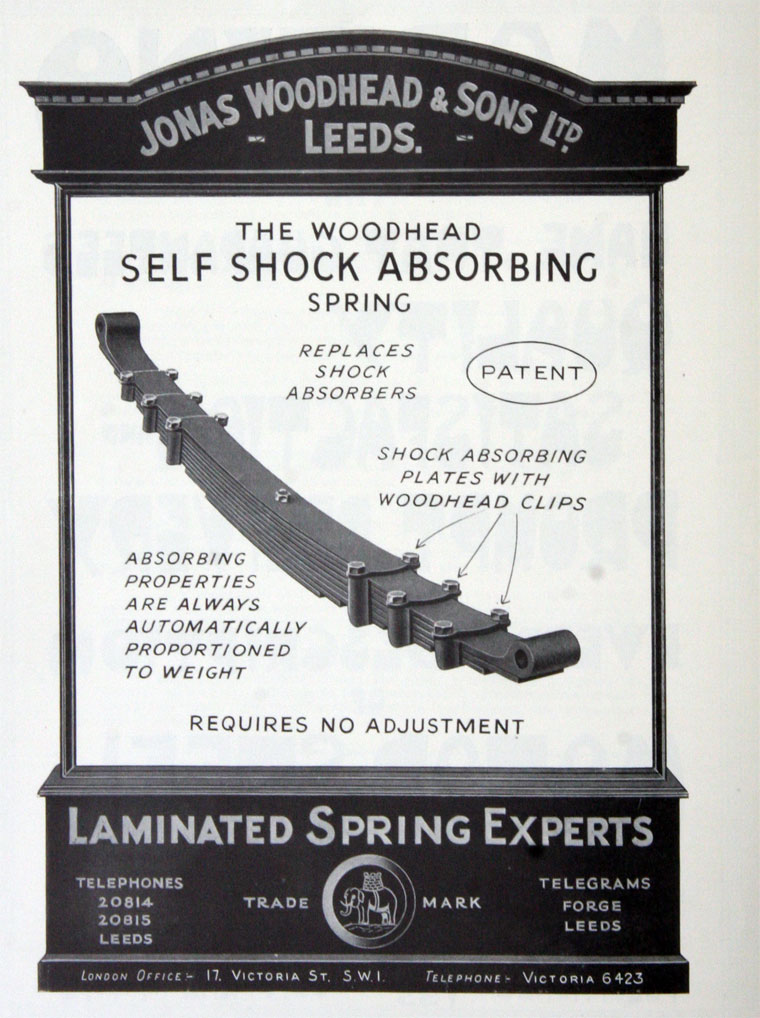 JONAS WOODHEAD & SONS LTD.
- LEEDS. -
THE WOODHEAD
SELF SHOCK ABSORBING
SPRING
REPLACES
SHOCK
ABSORBERS
PATENT
SHOCK ABSORBING
PLATES WITH
WOODHEAD CLIPS
ABSORBING
PROPERTIES
ARE ALWAYS
AUTOMATICALLY
PROPORTIONED
TO WEIGHT
REQUIRES NO ADJUSTMENT
LAMINATED SPRING EXPERTS
TELEPHONES
20814
20815
LEEDS
TRADE MARK
TELEGRAMS
FORGE
LEEDS
LONDON OFFICE:- 17, VICTORIA ST, S.W.1. TELEPHONE:- VICTORIA 6423